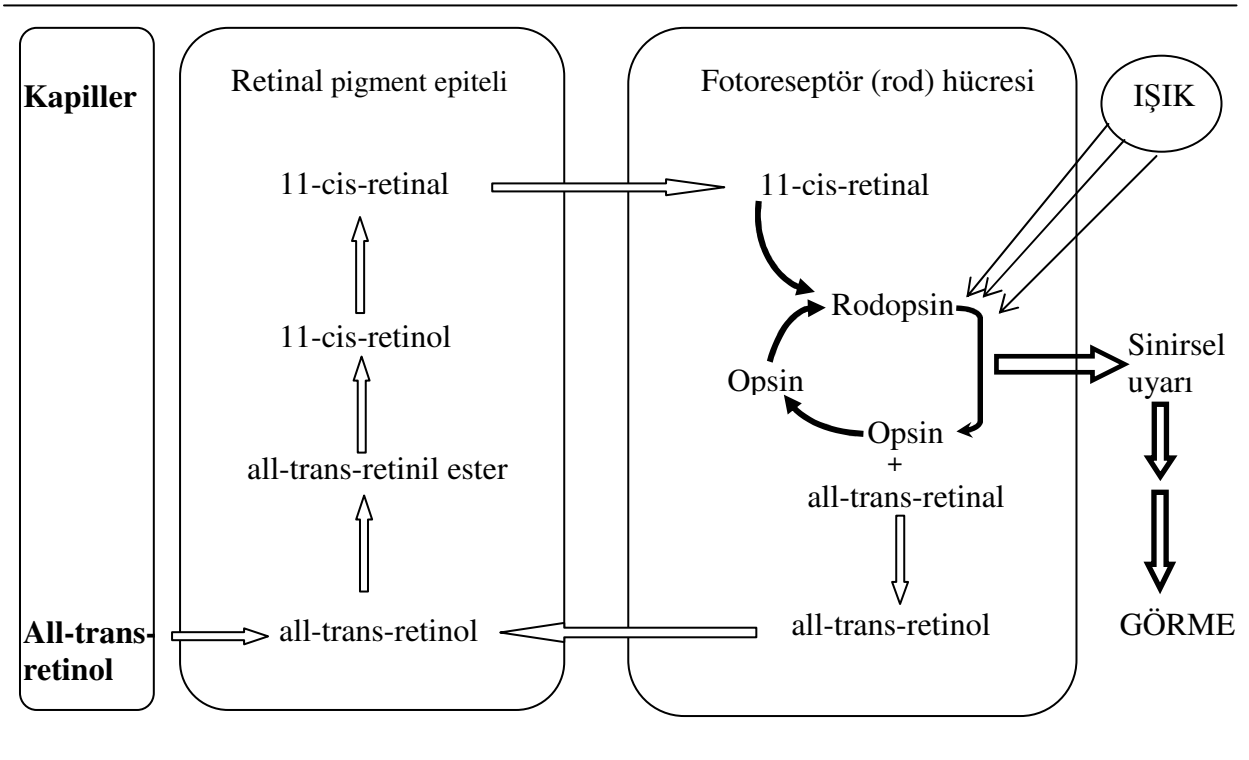 Kapiller
All-trans-
retinol
Retinal pigment epiteli
11-cis-retinal
11-cis-retinol
all-trans-retinil ester
all-trans-retinol
Fotoreseptör (rod) hücresi
11-cis-retinal
Rodopsin
Opsin
Opsin
+
all-trans-retinal
all-trans-retinol
IŞIK
Sinirsel
uyarı
GÖRME